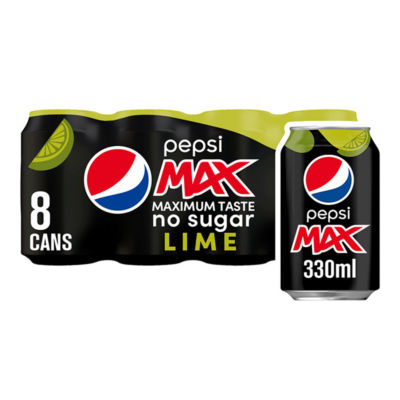 8
CANS
pepsi
MAX
MAXIMUM TASTE
no sugar
LIME
pepsi
MAX
330ml